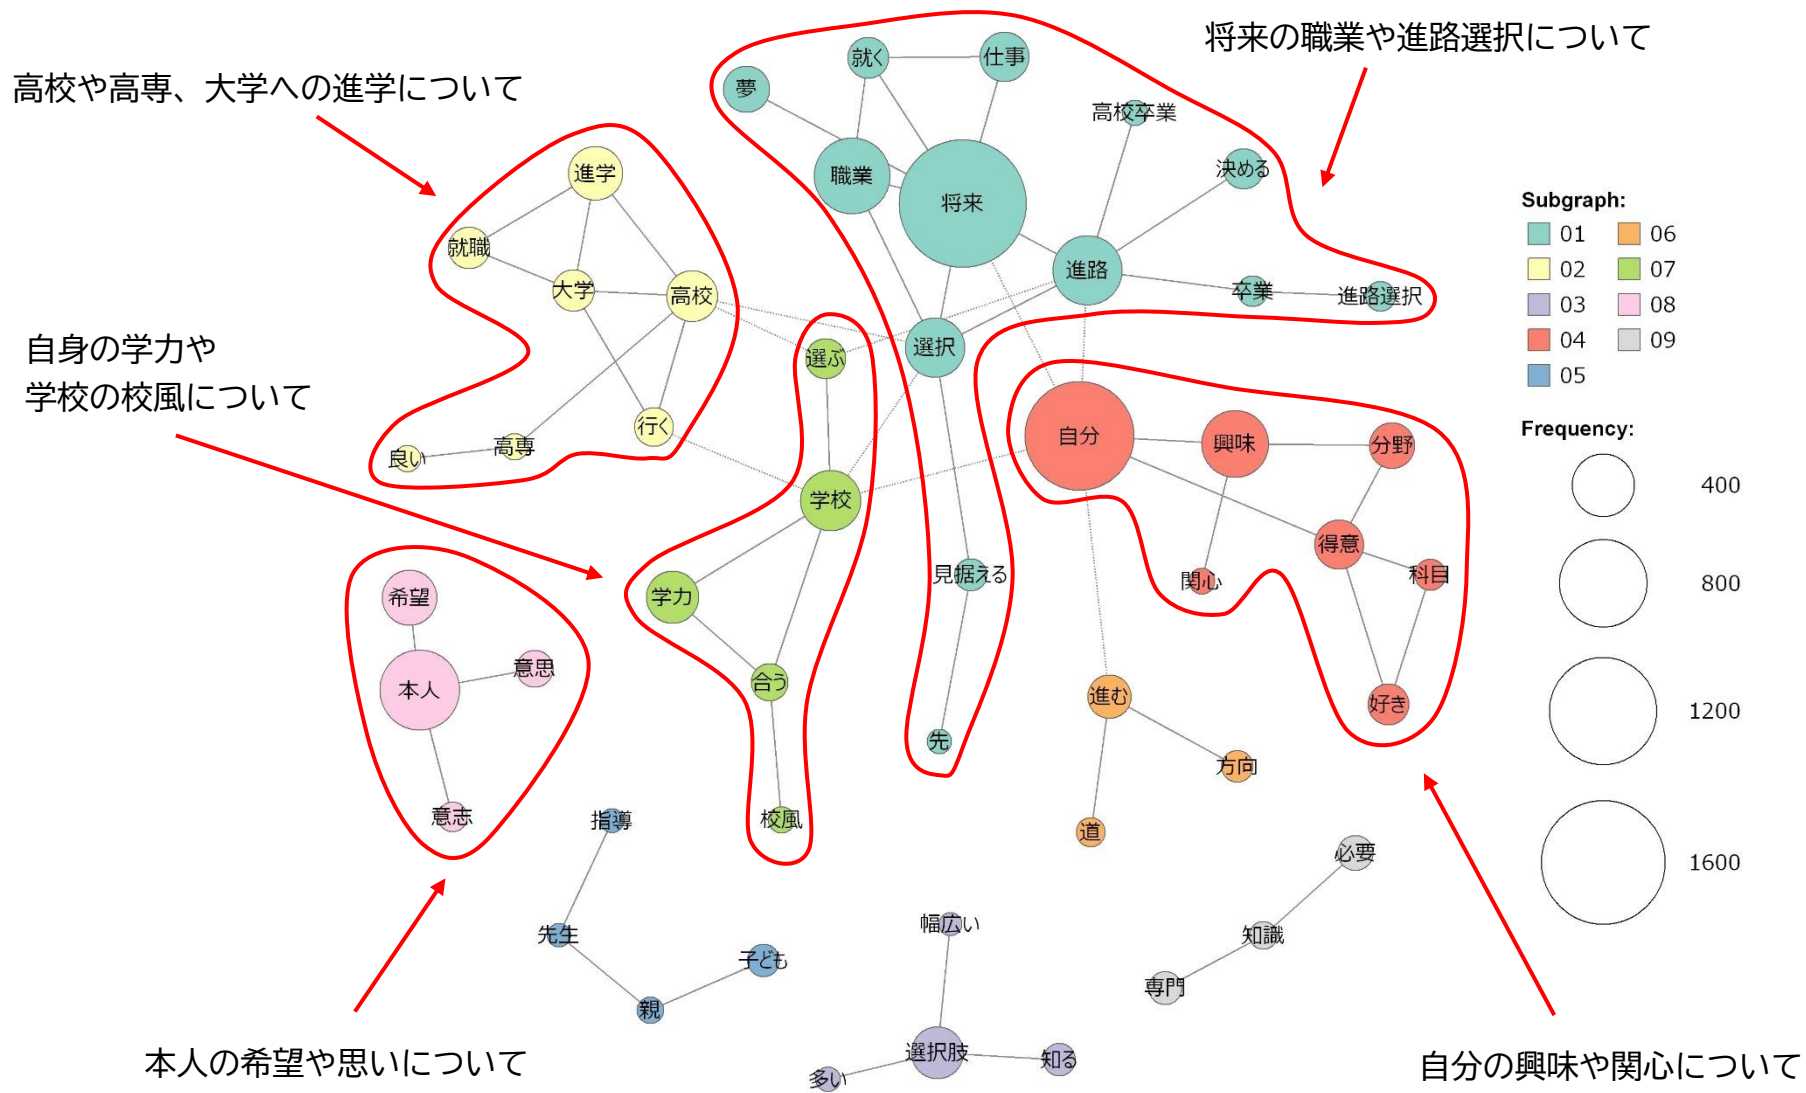 将来の職業や進路選択について
高校や高専、大学への進学について
自身の学力や
学校の校風について
本人の希望や思いについて
自分の興味や関心について
夢
就く
仕事
高校卒業
決める
職業
将来
進路
卒業
進路選択
選択
見据える
先
進学
就職
大学
高校
行く
高専
良い
選ぶ
学校
学力
合う
校風
自分
興味
分野
得意
関心
科目
好き
希望
本人
意思
意志
進む
方向
道
指導
先生
子ども
親
幅広い
選択肢
多い
知る
必要
知識
専門
Subgraph:
01 06
02 07
03 08
04 09
05
Frequency:
400
800
1200
1600